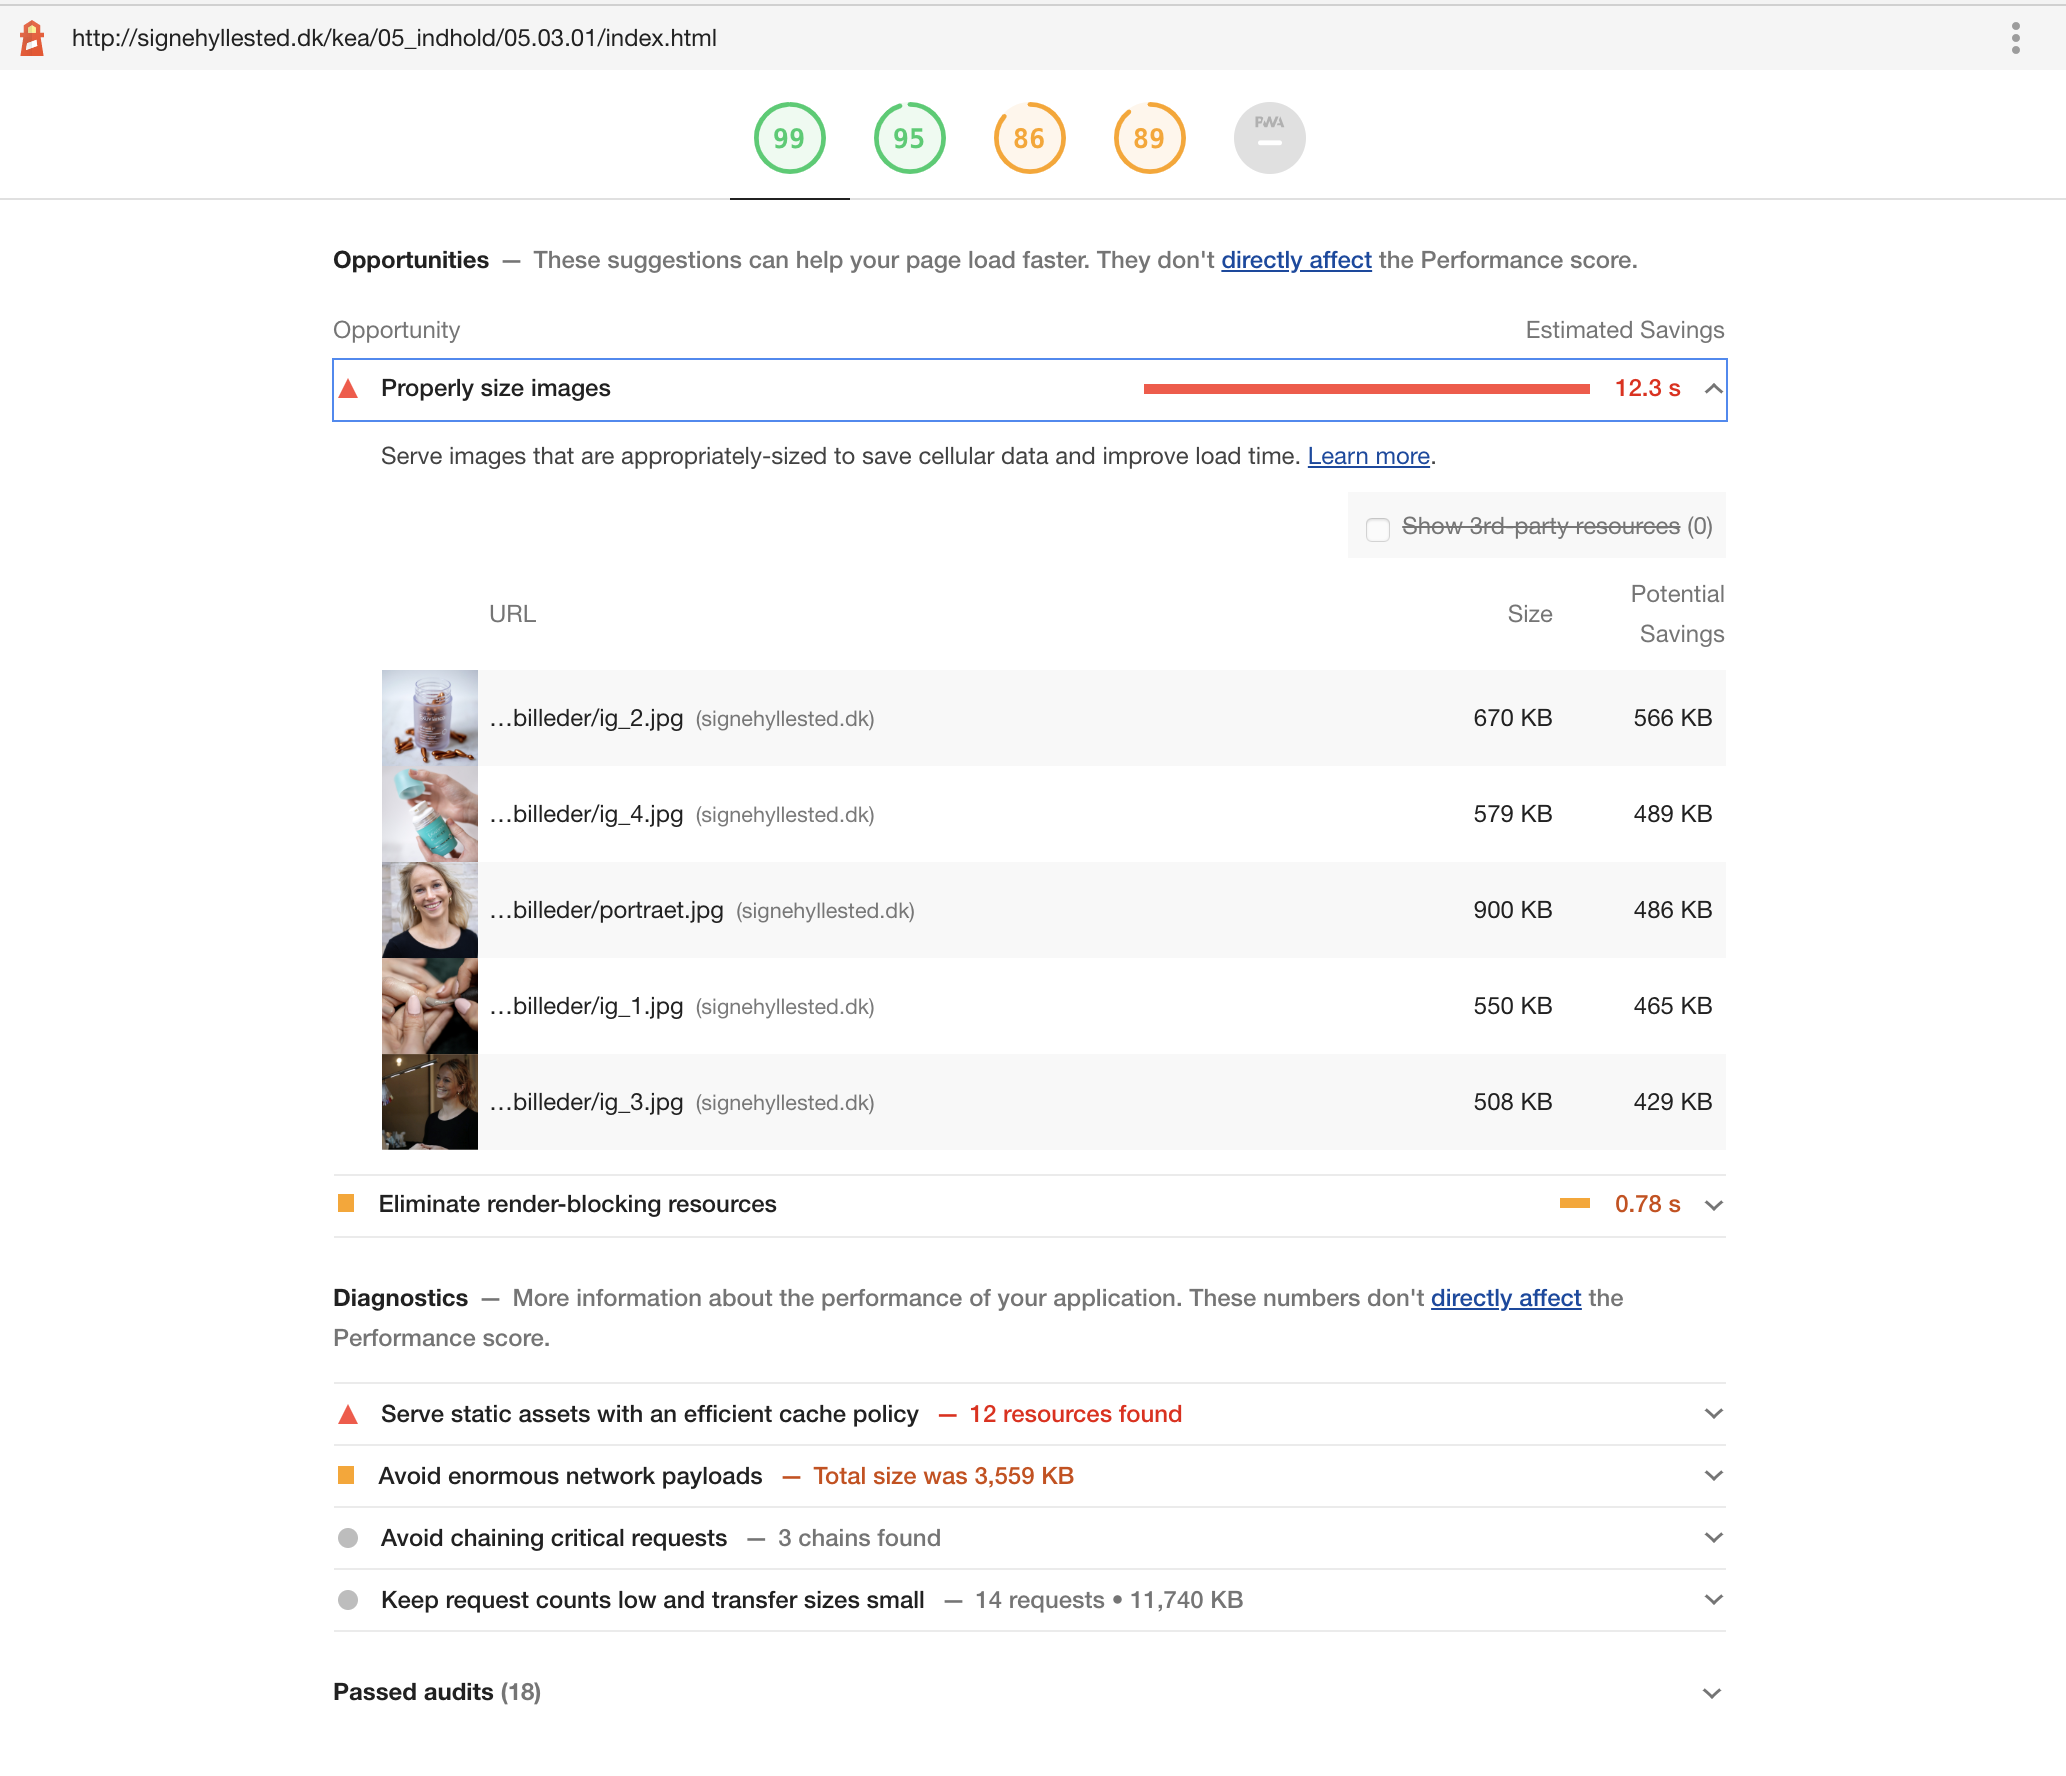 http://signehyllested.dk/kea/05_indhold/05.03.01/index.html
99 95 86 89 PWA
Opportunities — These suggestions can help your page load faster. They don't directly affect the Performance score.
Opportunity Estimated Savings
Properly size images 12.3 s
Serve images that are appropriately-sized to save cellular data and improve load time. Learn more.
Show 3rd-party resources (0)
URL Size Potential Savings
...billeder/ig_2.jpg (signehyllested.dk) 670 KB 566 KB
...billeder/ig_4.jpg (signehyllested.dk) 579 KB 489 KB
...billeder/portraet.jpg (signehyllested.dk) 900 KB 486 KB
...billeder/ig_1.jpg (signehyllested.dk) 550 KB 465 KB
...billeder/ig_3.jpg (signehyllested.dk) 508 KB 429 KB
Eliminate render-blocking resources 0.78 s
Diagnostics — More information about the performance of your application. These numbers don't directly affect the
Performance score.
Serve static assets with an efficient cache policy — 12 resources found
Avoid enormous network payloads — Total size was 3,559 KB
Avoid chaining critical requests — 3 chains found
Keep request counts low and transfer sizes small — 14 requests • 11,740 KB
Passed audits (18)